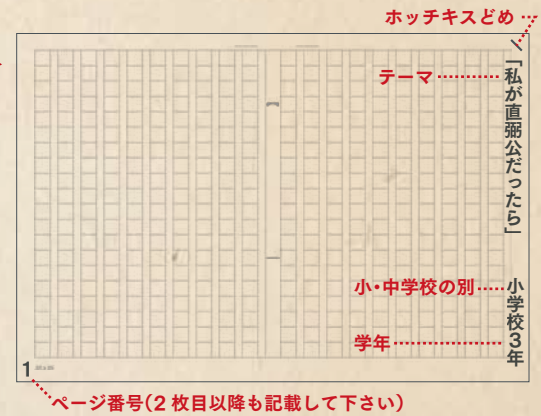 ホッチキスどめ
「私が直弼公だったら」
テーマ
小・中学校の別
小学校3年
学年
1
ページ番号(2枚目以降も記載して下さい)